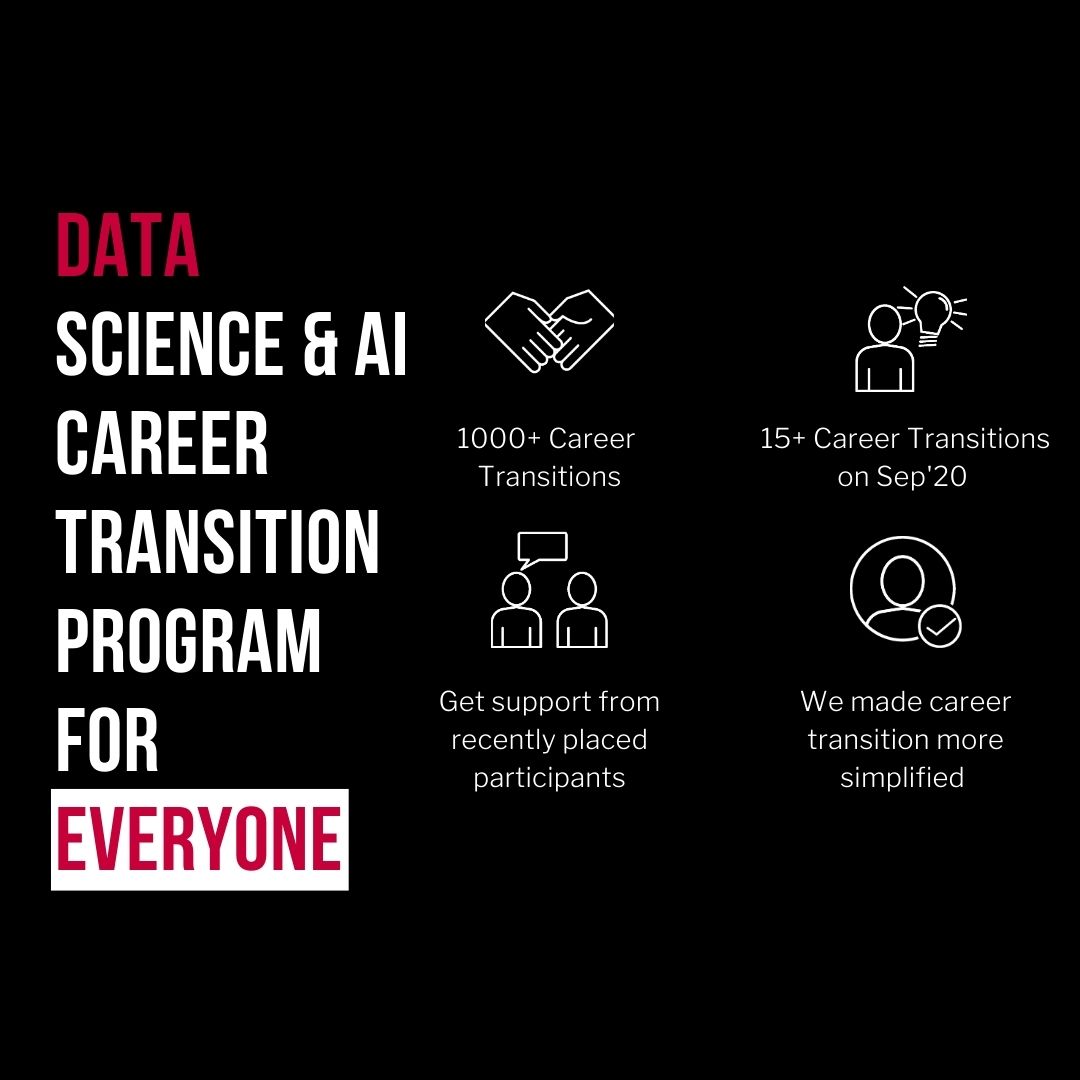 DATA
SCIENCE & AI
CAREER
TRANSITION
PROGRAM
FOR
EVERYONE
1000+ Career
Transitions
15+ Career Transitions
on Sep'20
Get support from
recently placed
participants
We made career
transition more
simplified